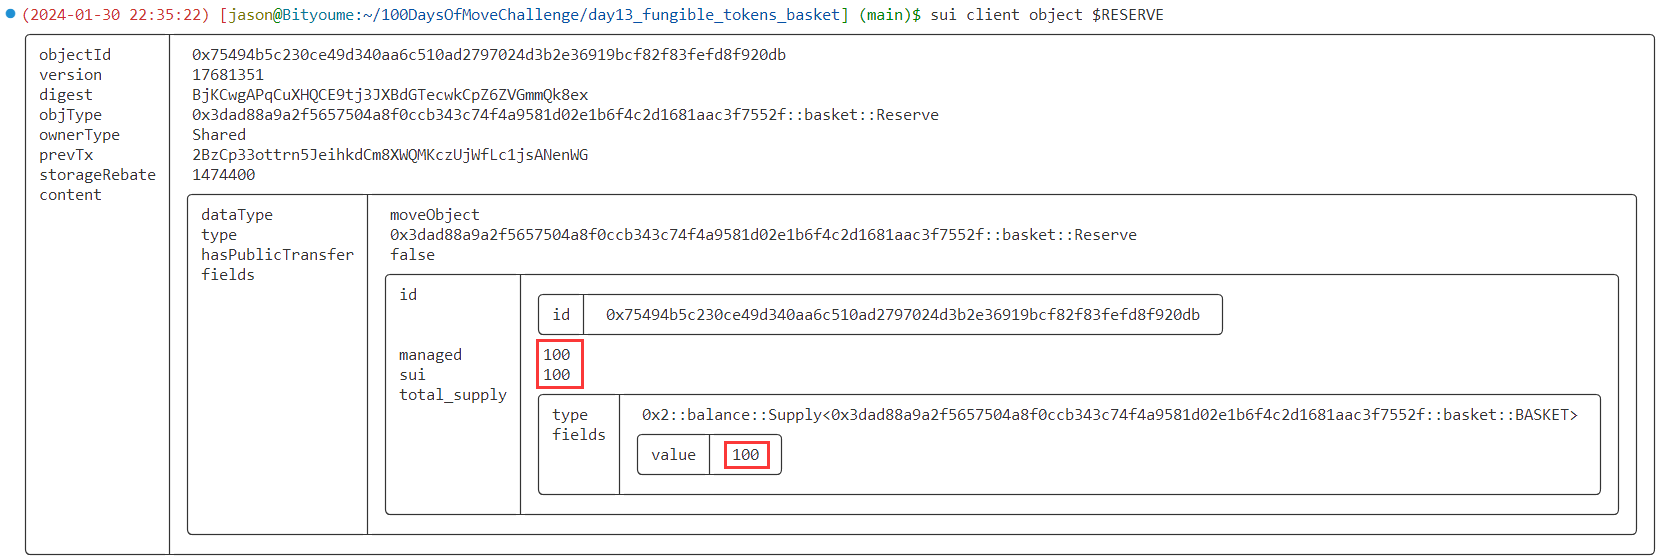 (2024-01-30 22:35:22) [jason@Bityoume:~/100DaysOfMoveChallenge/day13_fungible_tokens_basket] (main)$ sui client object $RESERVE
objectId 0x75494b5c230ce49d340aa6c510ad2797024d3b2e36919bcf82f83fefd8f920db
version 17681351
digest BjKCwgAPqCuXHQCE9tj3JXBdGTecwkCpZ6ZVGmmQk8ex
objType 0x3dad88a9a2f5657504a8f0ccb343c74f4a9581d02e1b6f4c2d1681aac3f7552f::basket::Reserve
ownerType Shared
prevTx 2BzCp33ottrn5JeihkdCm8XWQMKczUjWfLc1jsANenWG
storageRebate 1474400
content
dataType moveObject
type 0x3dad88a9a2f5657504a8f0ccb343c74f4a9581d02e1b6f4c2d1681aac3f7552f::basket::Reserve
hasPublicTransfer false
fields
id
id 0x75494b5c230ce49d340aa6c510ad2797024d3b2e36919bcf82f83fefd8f920db
managed 100
sui 100
total_supply
type 0x2::balance::Supply<0x3dad88a9a2f5657504a8f0ccb343c74f4a9581d02e1b6f4c2d1681aac3f7552f::basket::BASKET>
fields
value 100